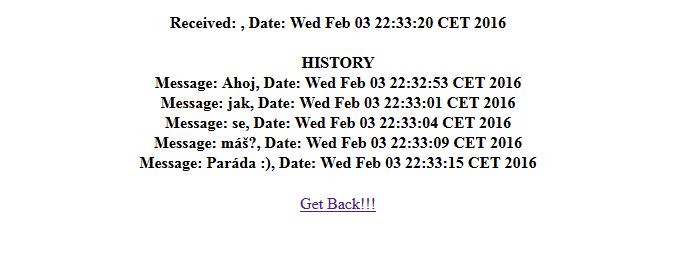 Received: , Date: Wed Feb 03 22:33:20 CET 2016
HISTORY
Message: Ahoj, Date: Wed Feb 03 22:32:53 CET 2016
Message: jak, Date: Wed Feb 03 22:33:01 CET 2016
Message: se, Date: Wed Feb 03 22:33:04 CET 2016
Message: máš?, Date: Wed Feb 03 22:33:09 CET 2016
Message: Paráda :), Date: Wed Feb 03 22:33:15 CET 2016
Get Back!!!